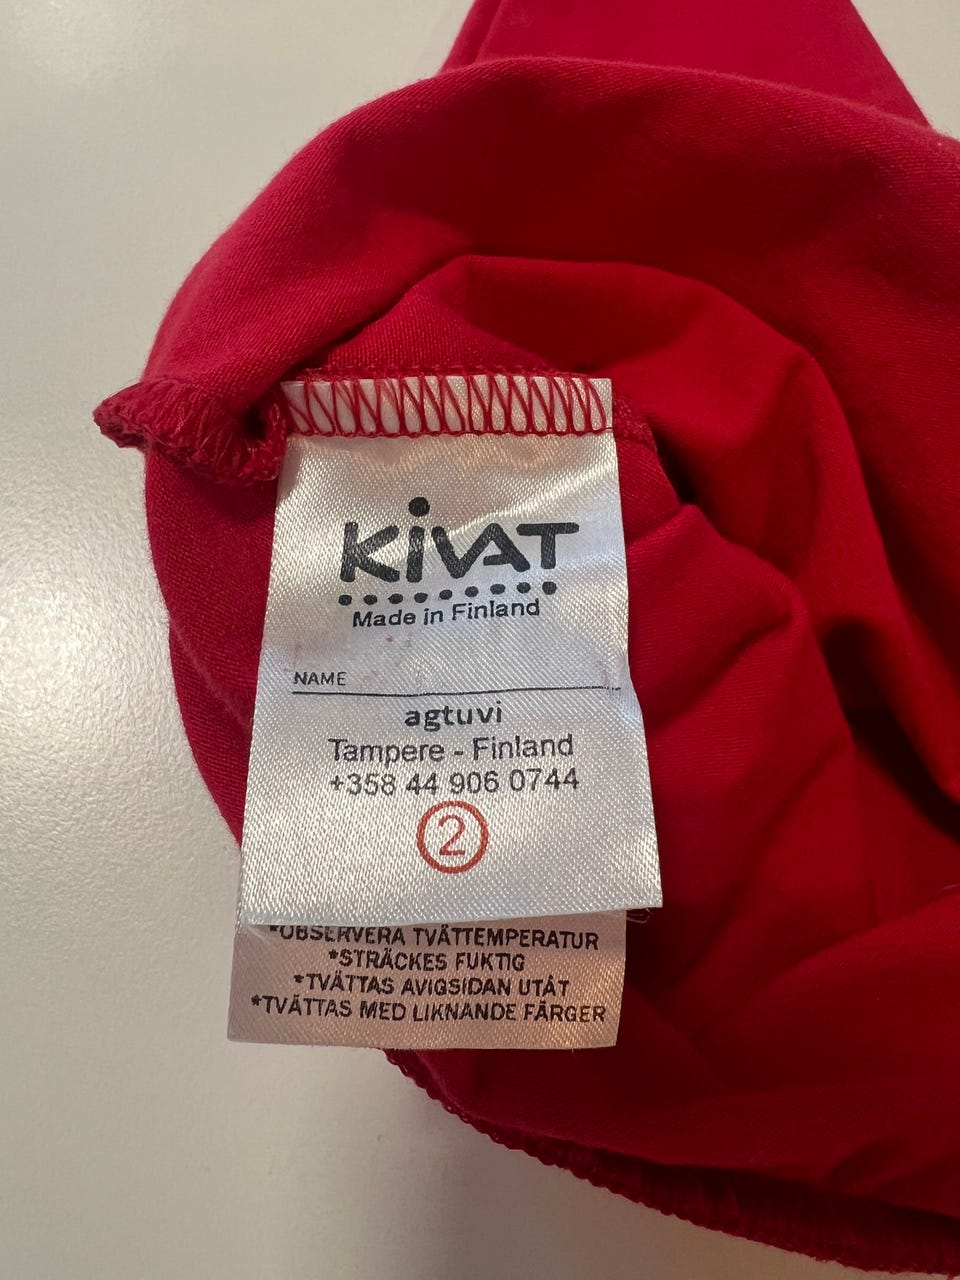 KiVAT
Made in Finland
NAME
agtuvi
Tampere - Finland
+358 44 906 0744
2
*OBSERVERA TVÄTTEMPERATUR
*STRÄCKES FUKTIG
*TVÄTTAS AVIGSIDAN UTÅT
*TVÄTTAS MED LIKNANDE FÄRGER